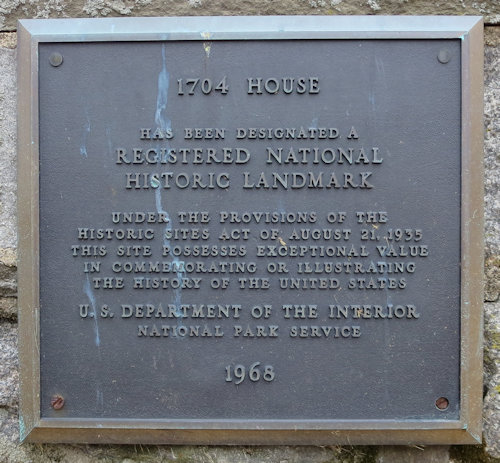 1704 HOUSE
HAS BEEN DESIGNATED A
REGISTERED NATIONAL
HISTORIC LANDMARK
UNDER THE PROVISIONS OF THE
HISTORIC SITES ACT OF AUGUST 21, 1935
THIS SITE POSSESSES EXCEPTIONAL VALUE
IN COMMEMORATING OR ILLUSTRATING
THE HISTORY OF THE UNITED STATES
U. S. DEPARTMENT OF THE INTERIOR
NATIONAL PARK SERVICE
1968